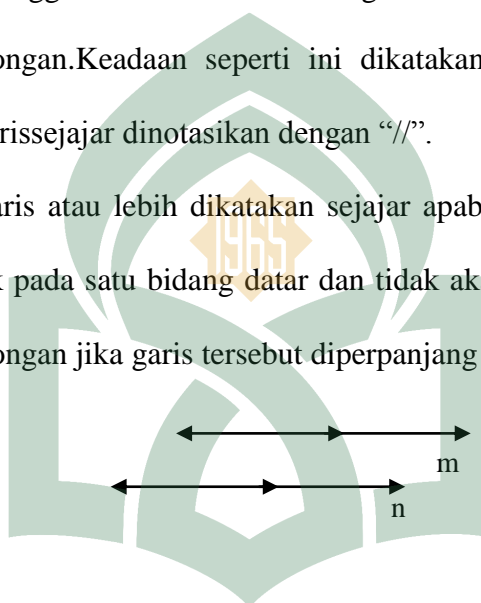 ongan.Keadaan seperti ini dikatakan
rissejajar dinotasikan dengan “//”.
aris atau lebih dikatakan sejajar apab
pada satu bidang datar dan tidak ak
ongan jika garis tersebut diperpanjang
1965
m
n